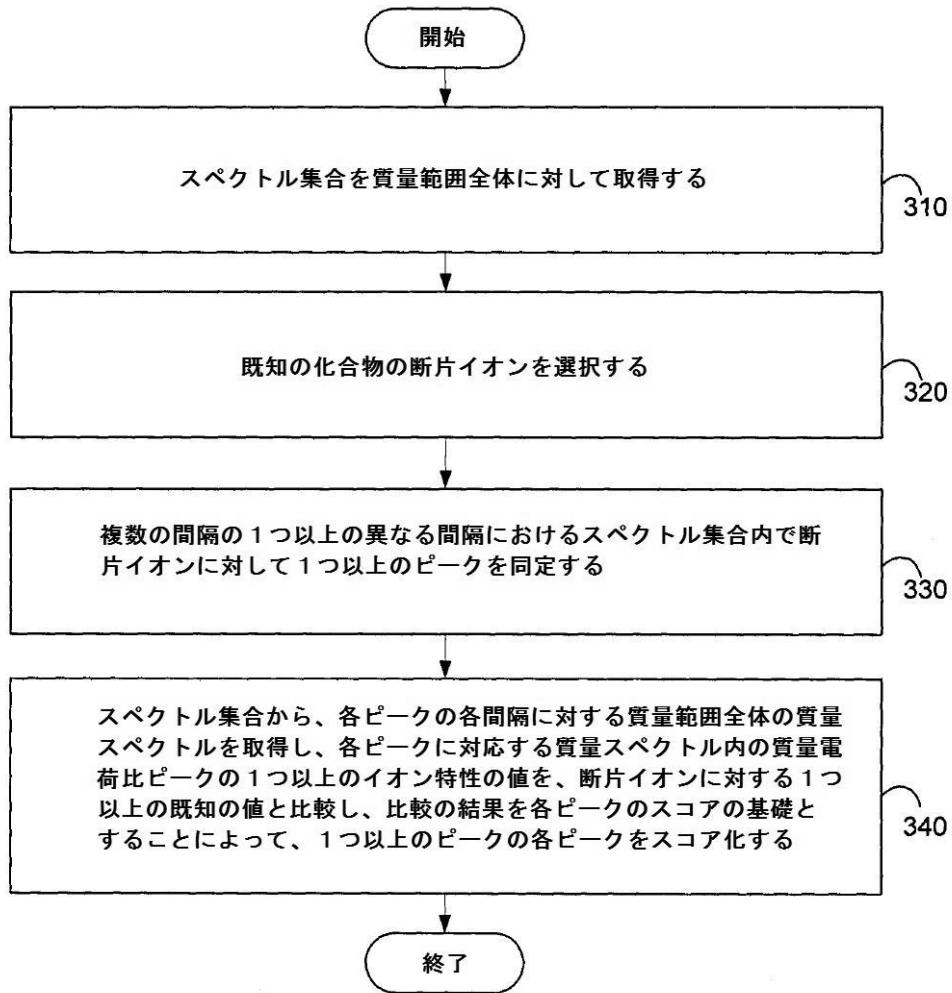 開始
スペクトル集合を質量範囲全体に対して取得する
310
既知の化合物の断片イオンを選択する
320
複数の間隔の1つ以上の異なる間隔におけるスペクトル集合内で断
片イオンに対して1つ以上のピークを同定する
330
スペクトル集合から、各ピークの各間隔に対する質量範囲全体の質量
スペクトルを取得し、各ピークに対応する質量スペクトル内の質量電
荷比ピークの1つ以上のイオン特性の値を、断片イオンに対する1つ
以上の既知の値と比較し、比較の結果を各ピークのスコアの基礎と
することによって、1つ以上のピークの各ピークをスコア化する
340
終了